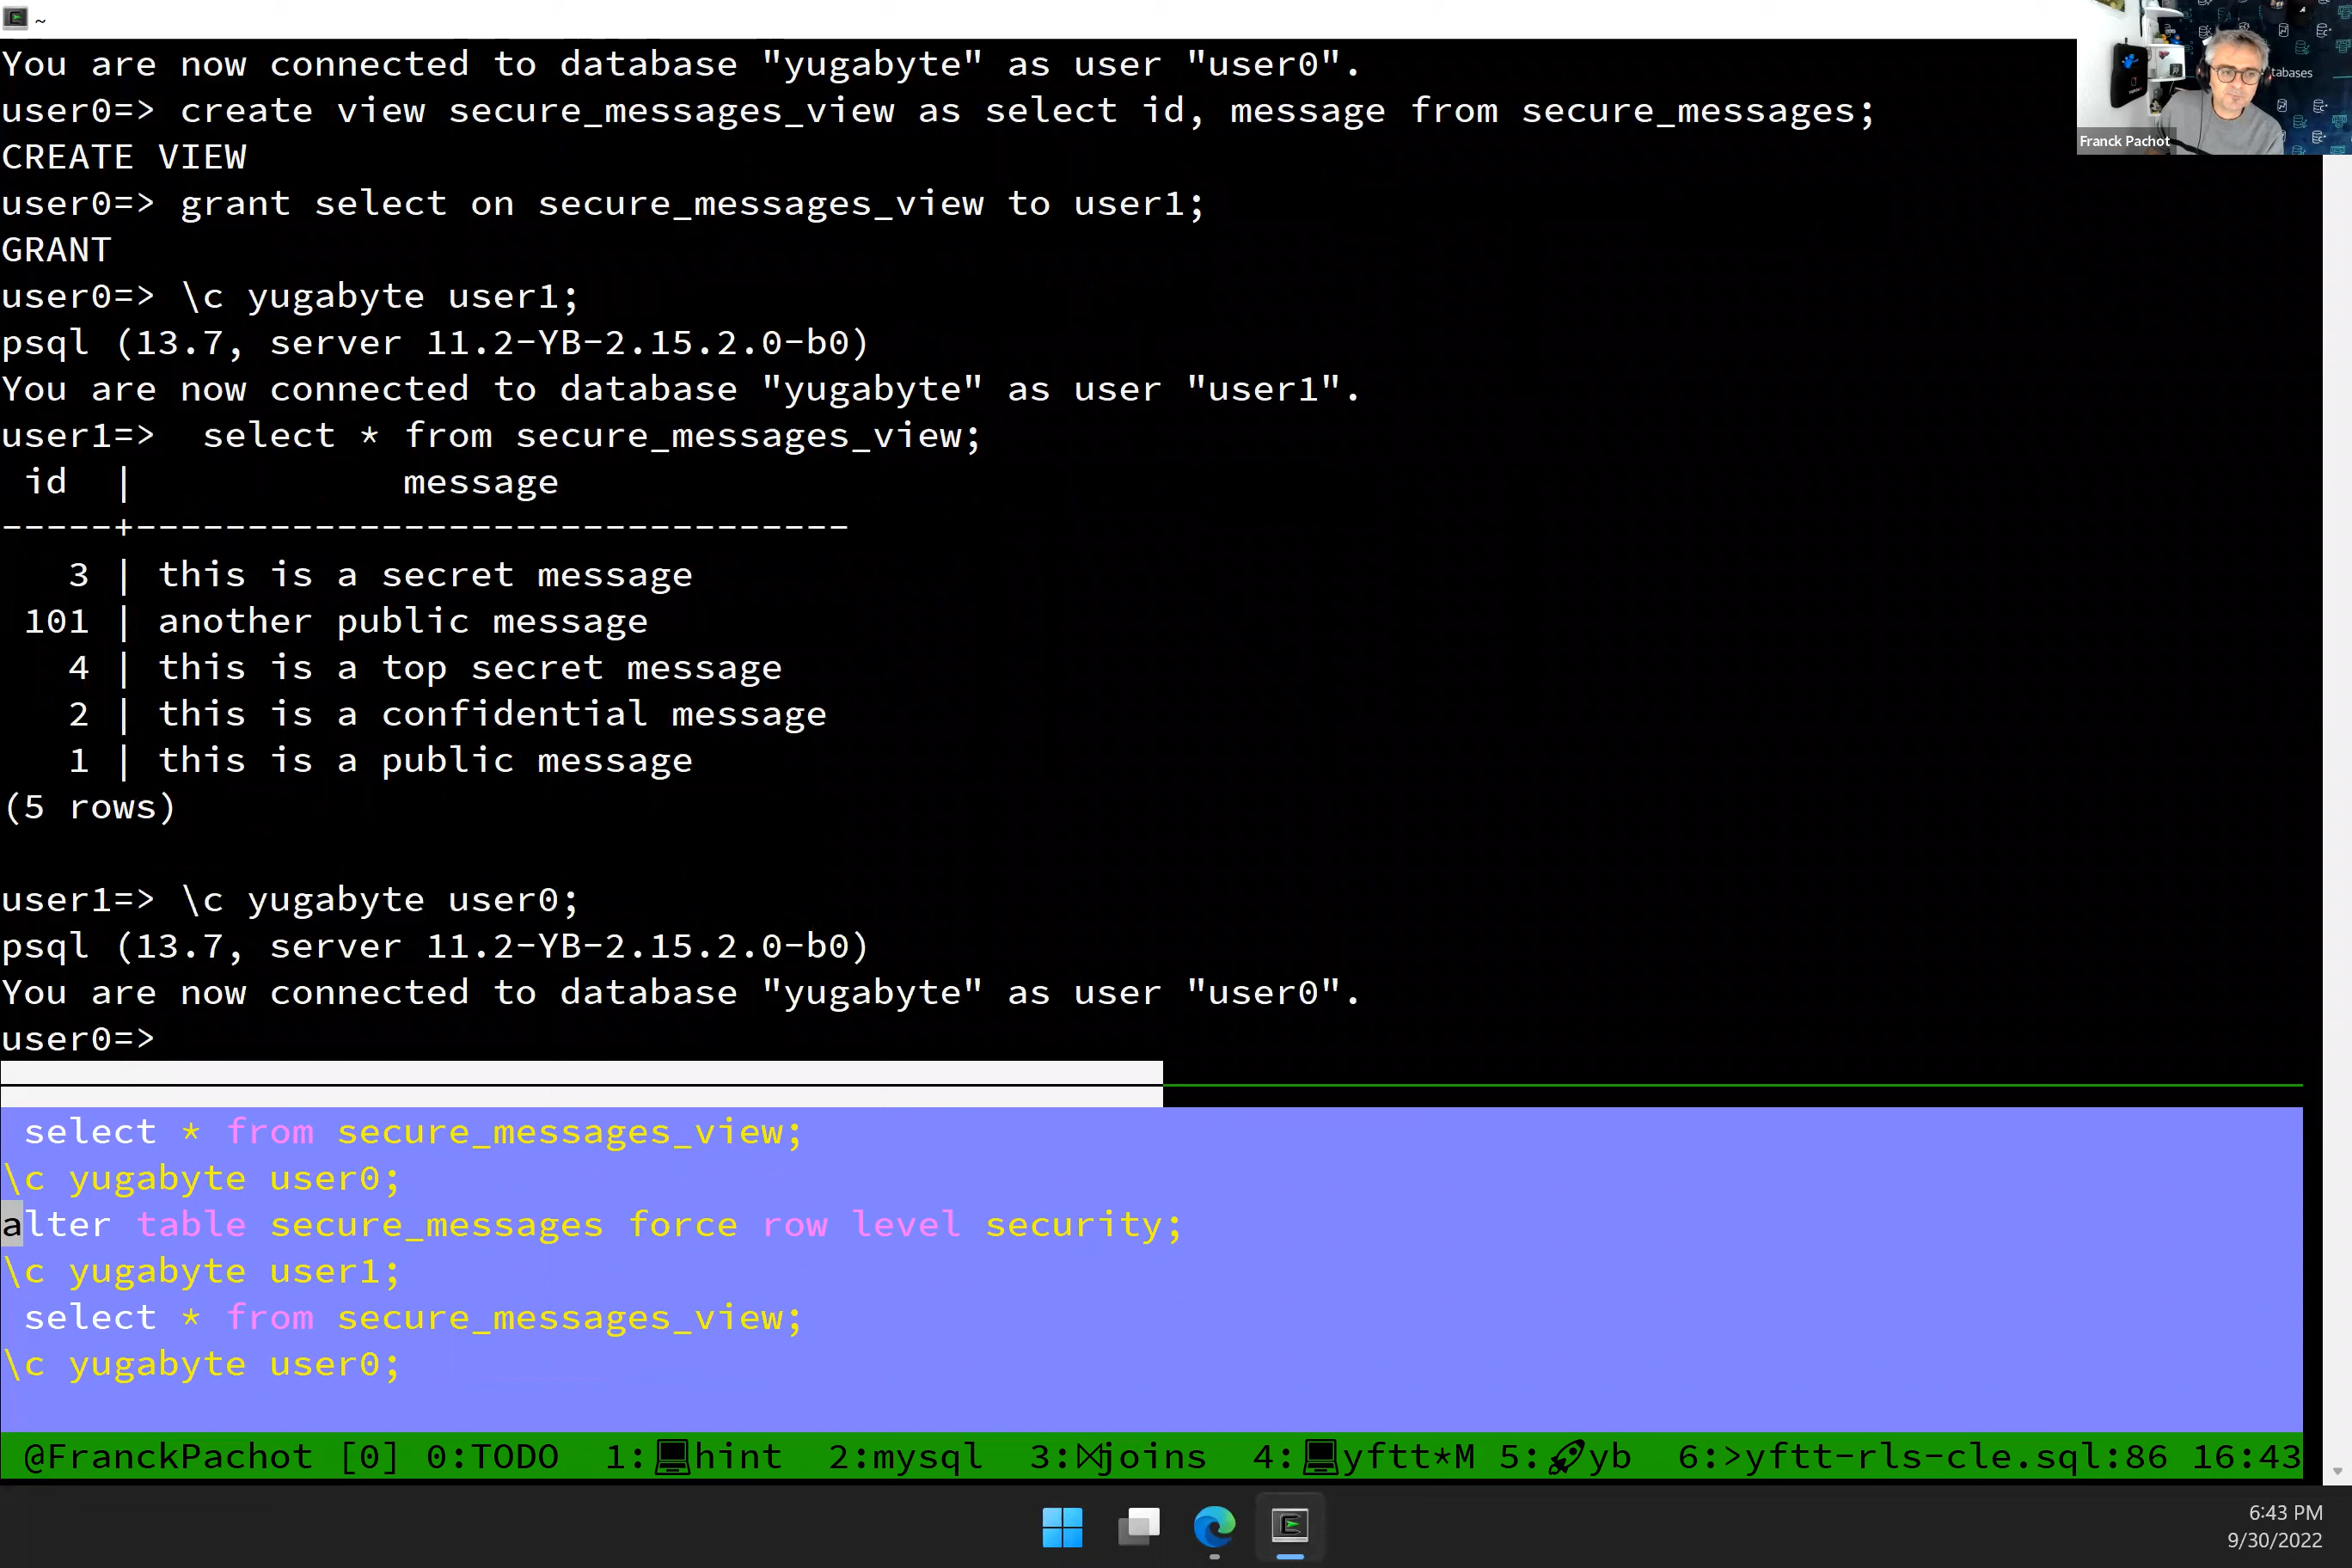 ~
You are now connected to database "yugabyte" as user "user0".
user0=> create view secure_messages_view as select id, message from secure_messages;
CREATE VIEW
user0=> grant select on secure_messages_view to user1;
GRANT
user0=> \c yugabyte user1;
psql (13.7, server 11.2-YB-2.15.2.0-b0)
You are now connected to database "yugabyte" as user "user1".
user1=>  select * from secure_messages_view;
 id  |            message
-----+--------------------------------
   3 | this is a secret message
 101 | another public message
   4 | this is a top secret message
   2 | this is a confidential message
   1 | this is a public message
(5 rows)
user1=> \c yugabyte user0;
psql (13.7, server 11.2-YB-2.15.2.0-b0)
You are now connected to database "yugabyte" as user "user0".
user0=>
tabases
Franck Pachot
 select * from secure_messages_view;
\c yugabyte user0;
alter table secure_messages force row level security;
\c yugabyte user1;
 select * from secure_messages_view;
\c yugabyte user0;
@FranckPachot [0] 0:TODO  1:💻hint  2:mysql  3:⋈joins  4:💻yftt*M 5:🚀yb  6:>yftt-rls-cle.sql:86 16:43
6:43 PM
9/30/2022